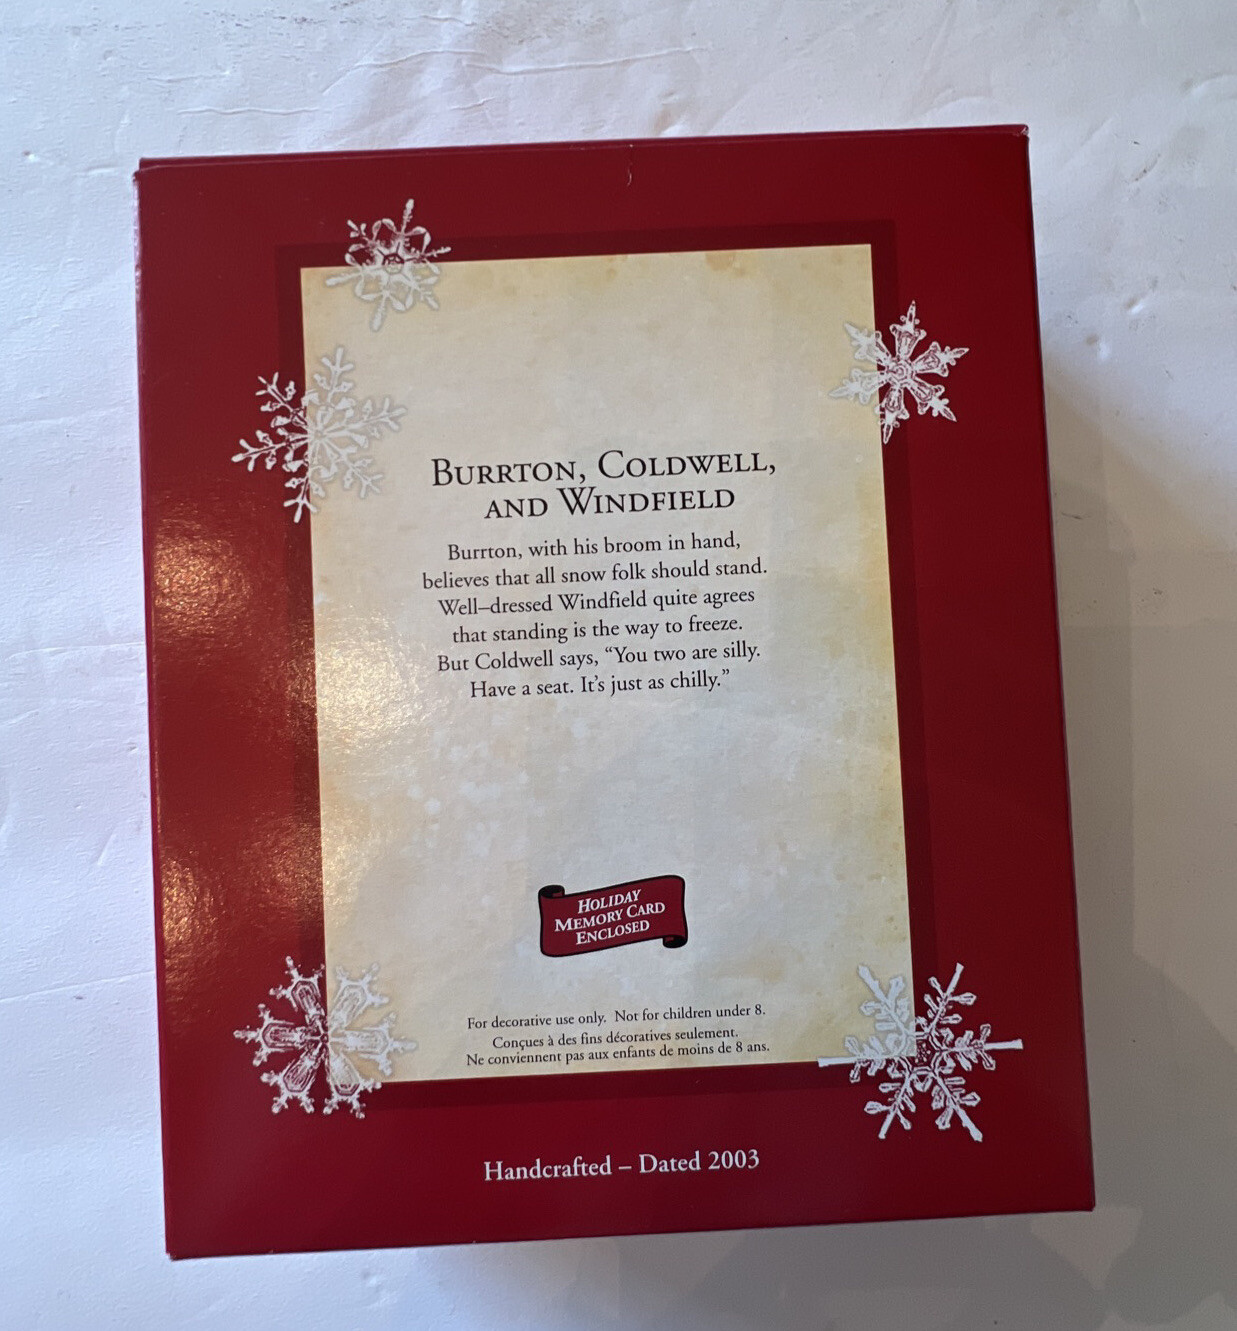 BURRTON, COLDWELL,
AND WINDFIELD
Burrton, with his broom in hand,
believes that all snow folk should stand.
Well–dressed Windfield quite agrees
that standing is the way to freeze.
But Coldwell says, “You two are silly.
Have a seat. It’s just as chilly.”
HOLIDAY
MEMORY CARD
ENCLOSED
For decorative use only. Not for children under 8.
Conçues à des fins décoratives seulement.
Ne conviennent pas aux enfants de moins de 8 ans.
Handcrafted – Dated 2003